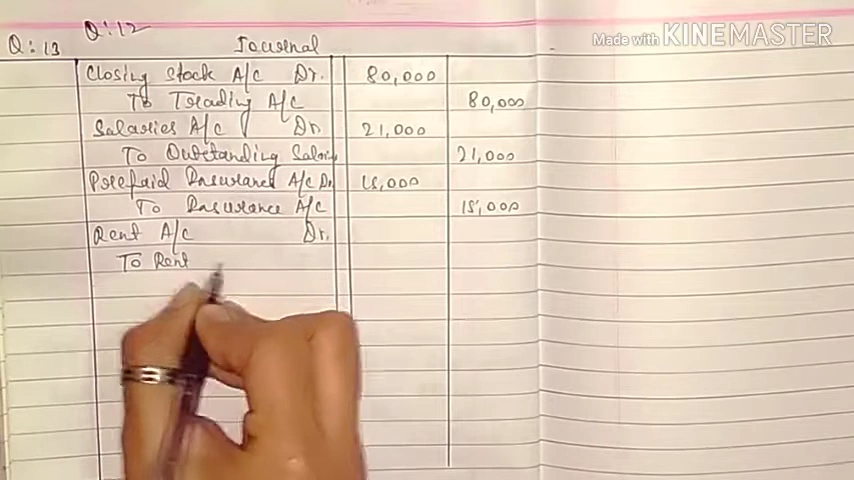 Q: 12
Q: 13 Journal
Made with KINEMASTER
Closing Stock A/c Dr. 80,000
To Trading A/c 80,000
Salaries A/c Dr. 21,000
To Outstanding Salaries 21,000
Prepaid Insurance A/c Dr. 15,000
To Insurance A/c 15,000
Rent A/c Dr.
To Rent